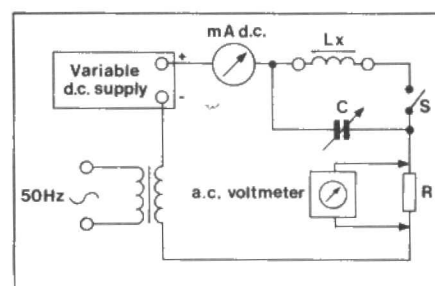 mA d.c.
Lx
+
Variable
d.c. supply
-
C
S
50Hz
a.c. voltmeter
R